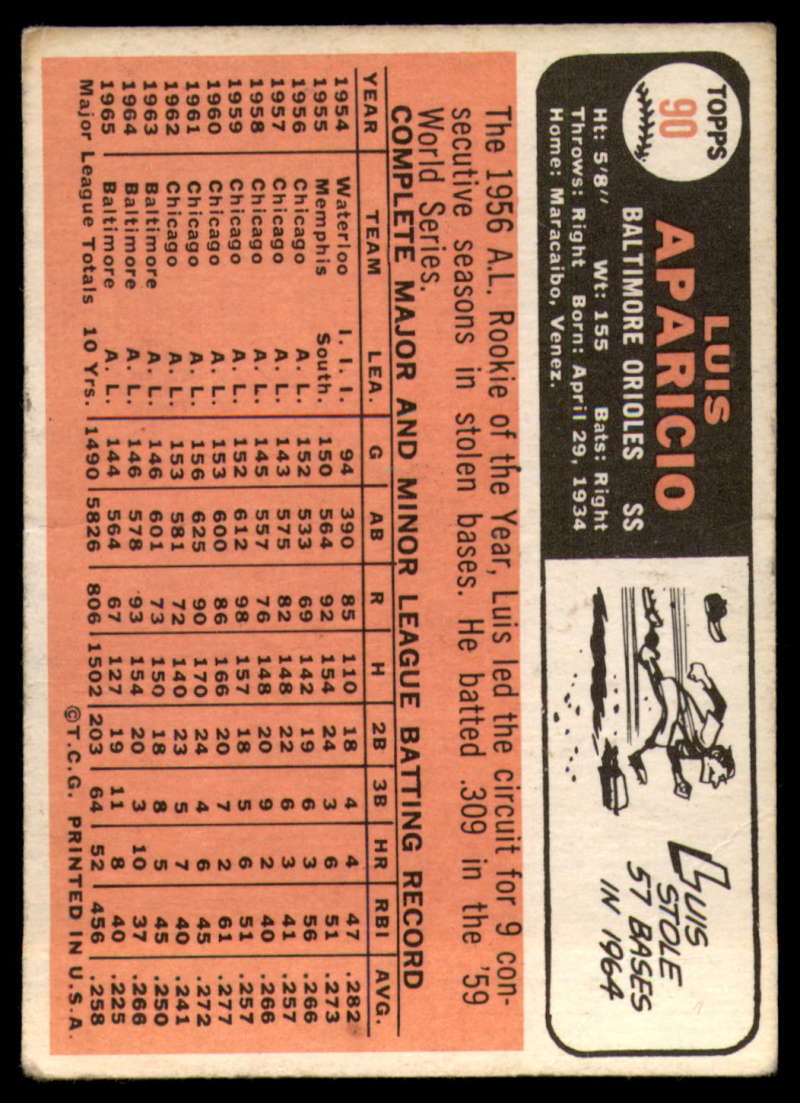 TOPPS
90
LUIS
APARICIO
BALTIMORE ORIOLES SS
Ht: 5'8" Wt: 155 Bats: Right
Throws: Right Born: April 29, 1934
Home: Maracaibo, Venez.
LUIS
STOLE
57 BASES
IN 1964
The 1956 A.L. Rookie of the Year, Luis led the circuit for 9 con-
secutive seasons in stolen bases. He batted .309 in the '59
World Series.
COMPLETE MAJOR AND MINOR LEAGUE BATTING RECORD
YEAR TEAM LEA. G AB R H 2B 3B HR RBI AVG.
1954 Waterloo I. I. I. 94 390 85 110 18 4 4 47 .282
1955 Memphis South. 150 564 92 154 24 3 6 51 .273
1956 Chicago A. L. 152 533 69 142 19 6 3 56 .266
1957 Chicago A. L. 143 575 82 148 22 6 3 41 .257
1958 Chicago A. L. 145 557 76 148 20 9 2 40 .266
1959 Chicago A. L. 152 612 98 157 18 5 6 51 .257
1960 Chicago A. L. 153 600 86 166 20 7 2 61 .277
1961 Chicago A. L. 156 625 90 170 24 4 6 45 .272
1962 Chicago A. L. 153 581 72 140 23 5 7 40 .241
1963 Baltimore A. L. 146 601 73 150 18 8 5 45 .250
1964 Baltimore A. L. 146 578 93 154 20 3 10 37 .266
1965 Baltimore A. L. 144 564 67 127 19 11 8 40 .225
Major League Totals 10 Yrs. 1490 5826 806 1502 203 64 52 456 .258
©T.C.G. PRINTED IN U.S.A.